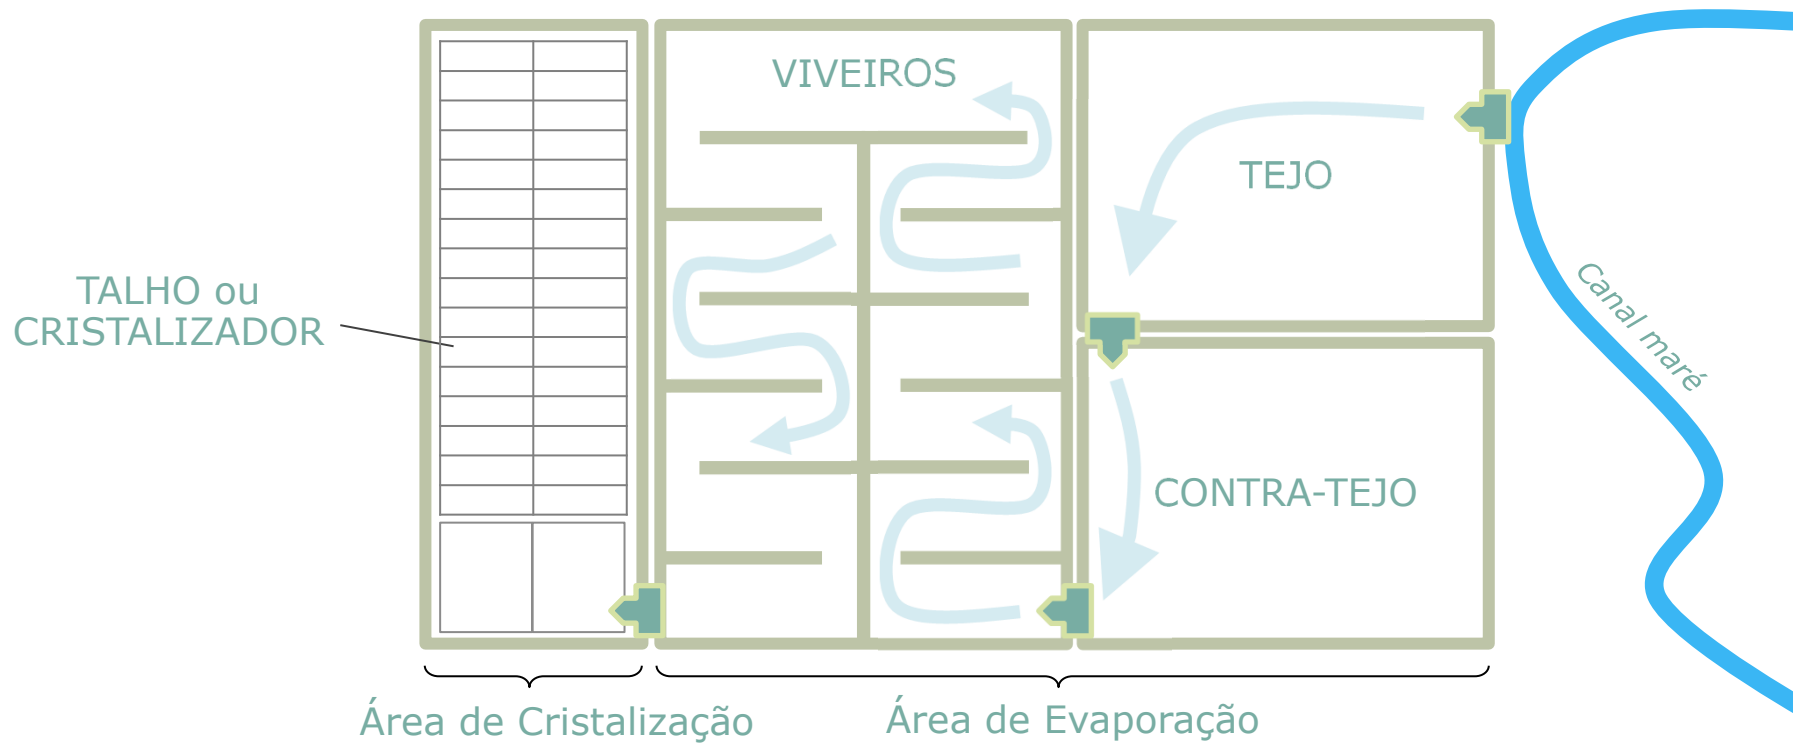 VIVEIROS
TEJO
TALHO ou
CRISTALIZADOR
Canal maré
CONTRA-TEJO
Área de Cristalização
Área de Evaporação